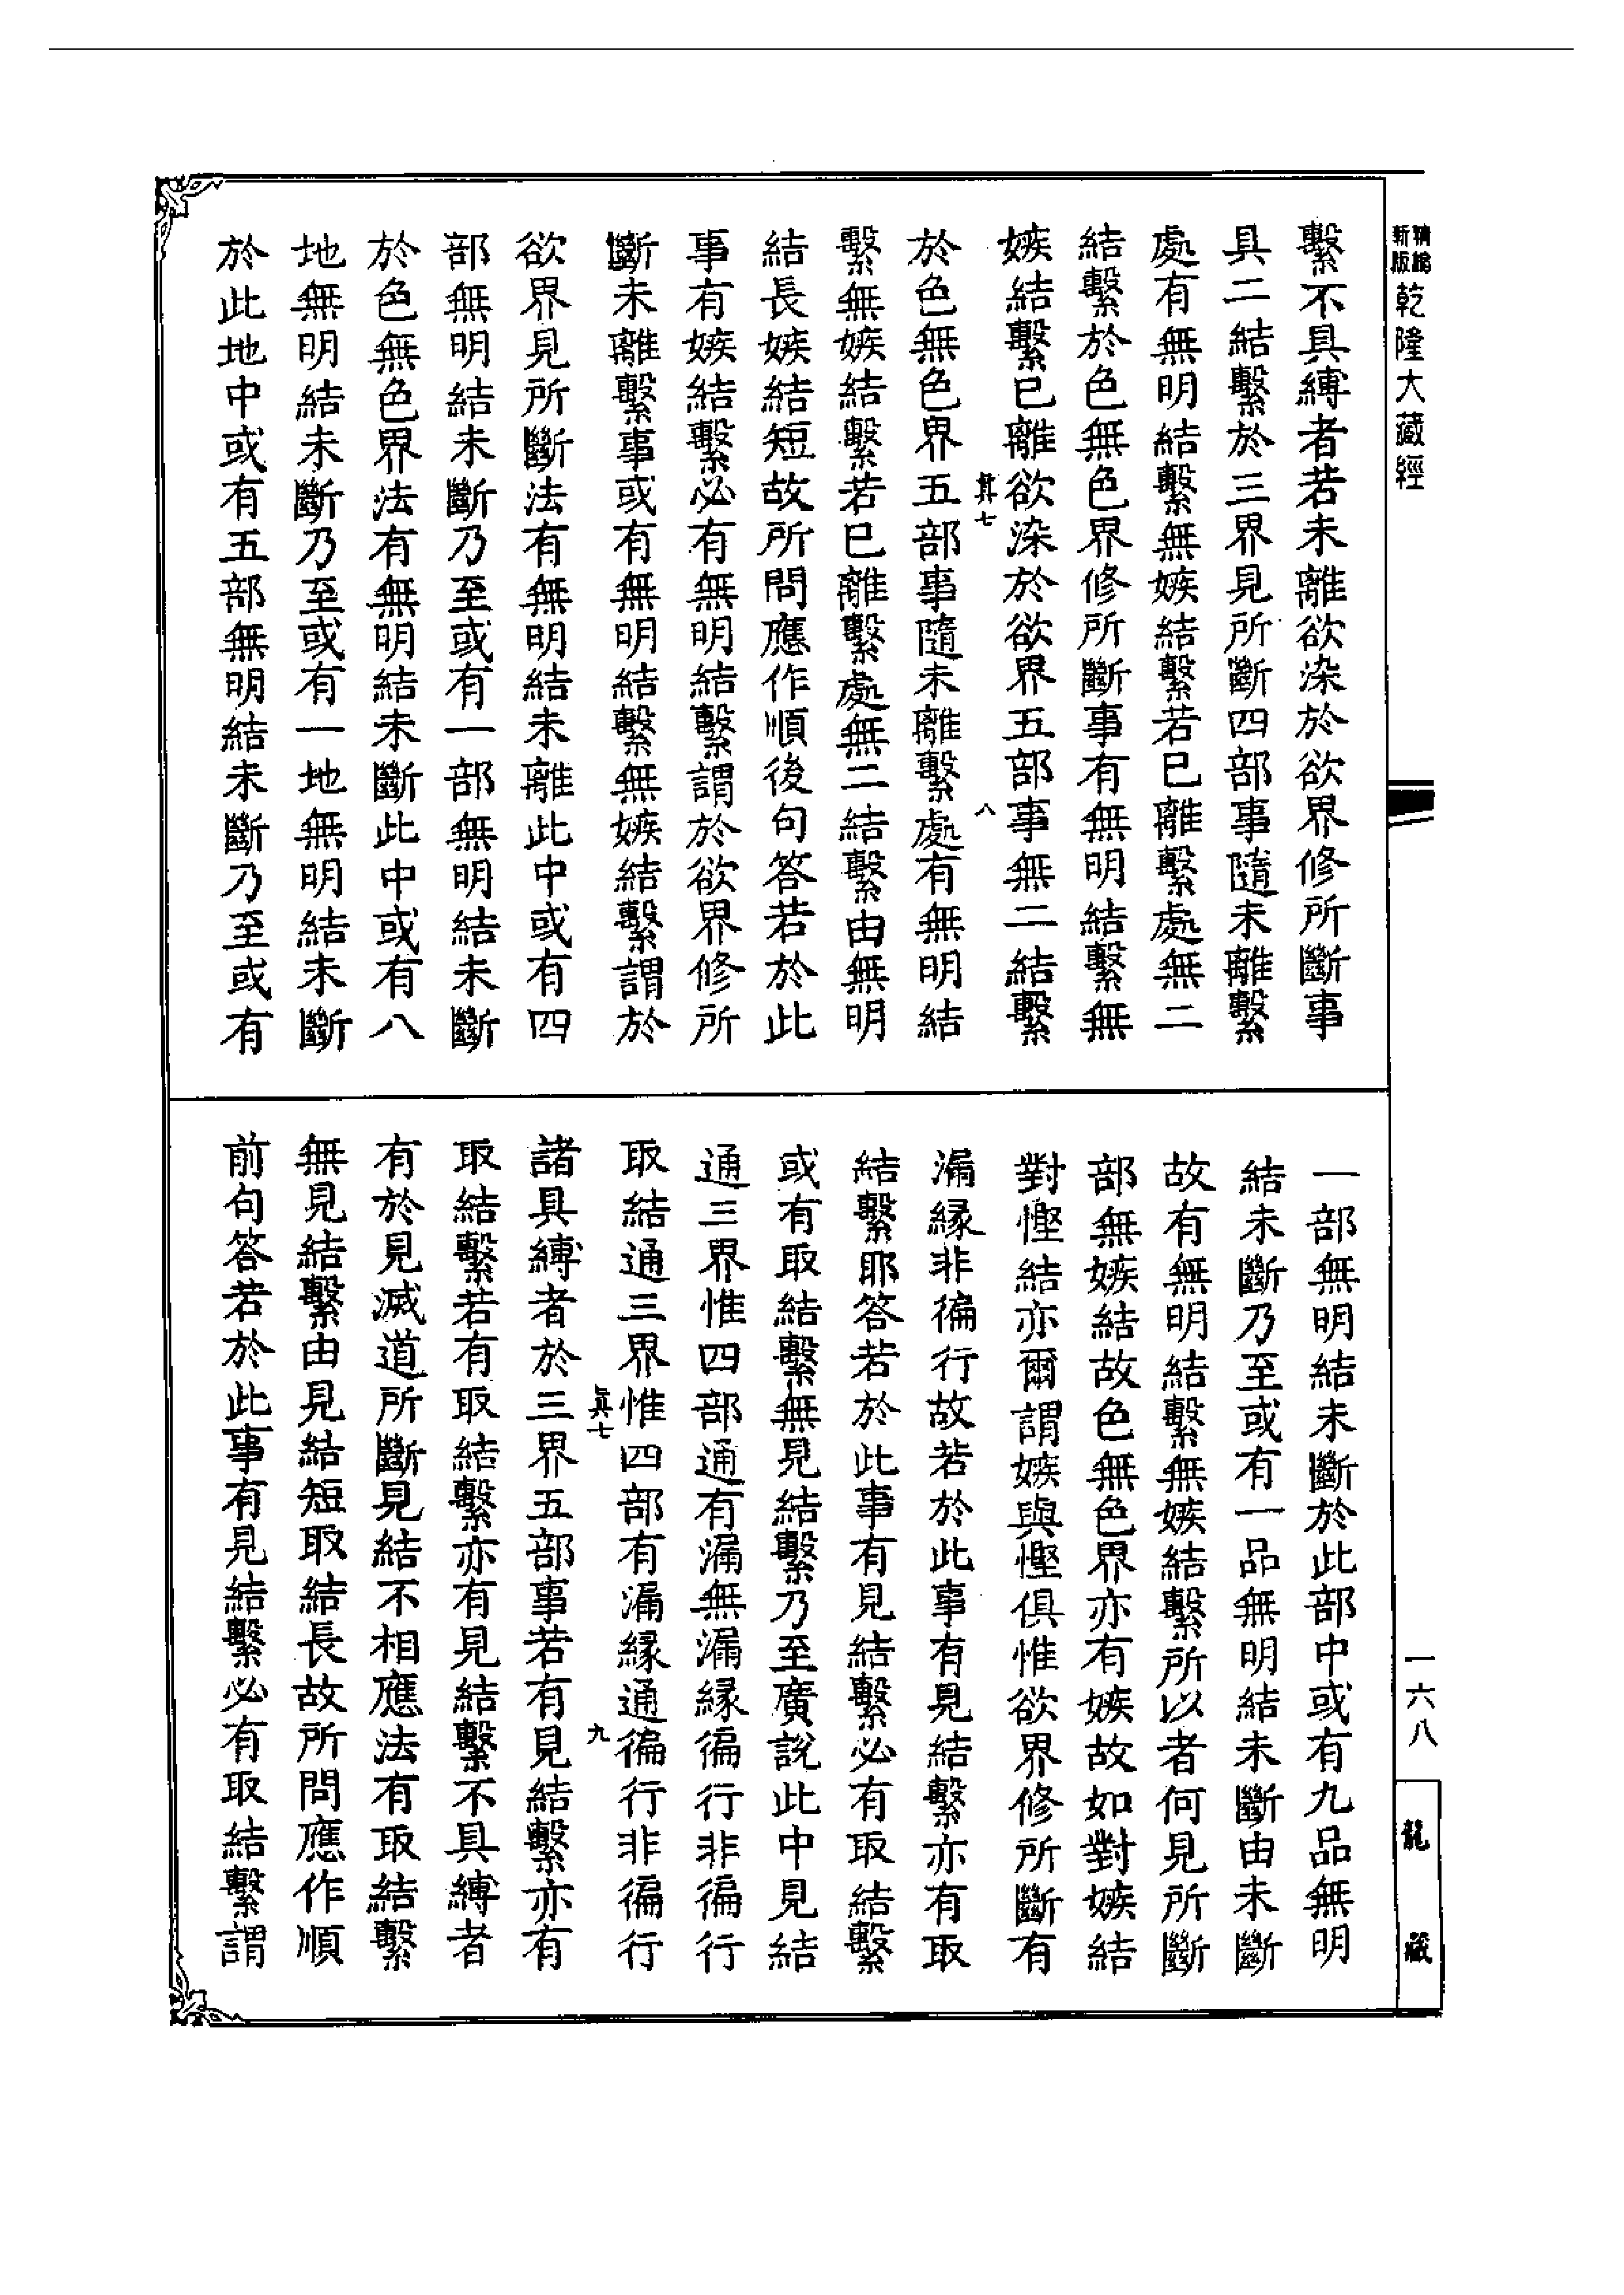 精編
新版
乾隆大藏經
繫不具縛者若未離欲染於欲界修所斷事
具二結繫於三界見所斷四部事隨未離繫
處有無明結繫無嫉結繫若已離繫處無二
結繫於色無色界修所斷事有無明結繫無
嫉結繫已離欲染於欲界五部事無二結繫
於色無色界五部事隨未離繫處有無明結
繫無嫉結繫若已離繫處無二結繫由無明
結長嫉結短故所問應作順後句答若於此
事有嫉結繫必有無明結繫謂於欲界修所
斷未離繫事或有無明結繫無嫉結繫謂於
欲界見所斷法有無明結未離此中或有四
部無明結未斷乃至或有一部無明結未斷
於色無色界法有無明結未斷此中或有八
地無明結未斷乃至或有一地無明結未斷
於此地中或有五部無明結未斷乃至或有
一部無明結未斷於此部中或有九品無明
結未斷乃至或有一品無明結未斷由未斷
故有無明結繫無嫉結繫所以者何見所斷
部無嫉結故色無色界亦有嫉故如對嫉結
對慳結亦爾謂嫉與慳俱惟欲界修所斷有
漏緣非徧行故若於此事有見結繫亦有取
結繫耶答若於此事有見結繫必有取結繫
或有取結繫無見結繫乃至廣說此中見結
通三界惟四部通有漏無漏緣徧行非徧行
取結通三界惟四部有漏緣通徧行非徧行
諸具縛者於三界五部事若有見結繫亦有
取結繫若有取結繫亦有見結繫不具縛者
有於見滅道所斷見結不相應法有取結繫
無見結繫由見結短取結長故所問應作順
前句答若於此事有見結繫必有取結繫謂
真七
八
真七
九
一六八
龍藏